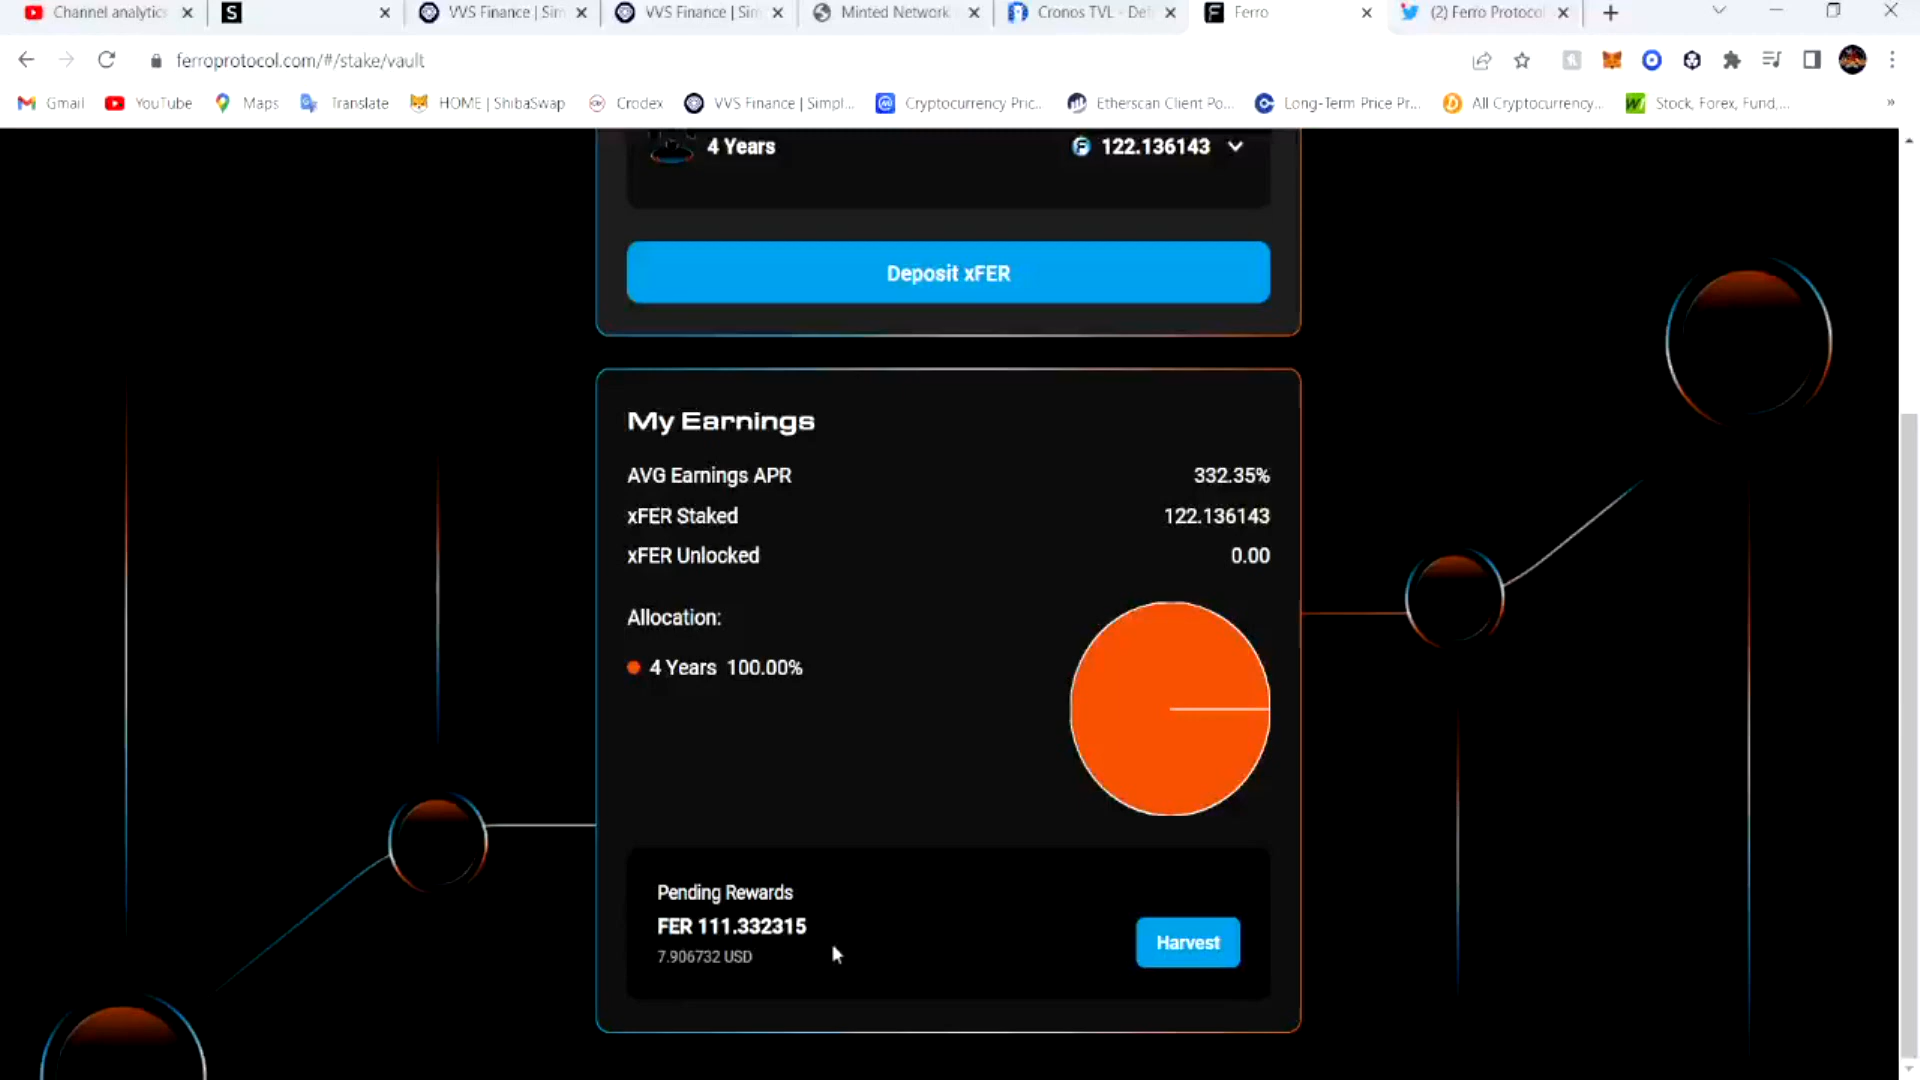 Channel analytics
S
VVS Finance | Sim
VVS Finance | Sim
Minted Network
Cronos TVL - Def
Ferro
(2) Ferro Protocol
ferroprotocol.com/#/stake/vault
Gmail
YouTube
Maps
Translate
HOME | ShibaSwap
Crodex
VVS Finance | Simpl...
Cryptocurrency Pric...
Etherscan Client Po...
Long-Term Price Pr...
All Cryptocurrency...
Stock, Forex, Fund,...
»
4 Years
122.136143
Deposit xFER
My Earnings
AVG Earnings APR 332.35%
xFER Staked 122.136143
xFER Unlocked 0.00
Allocation:
4 Years 100.00%
Pending Rewards
FER 111.332315
7.906732 USD
Harvest